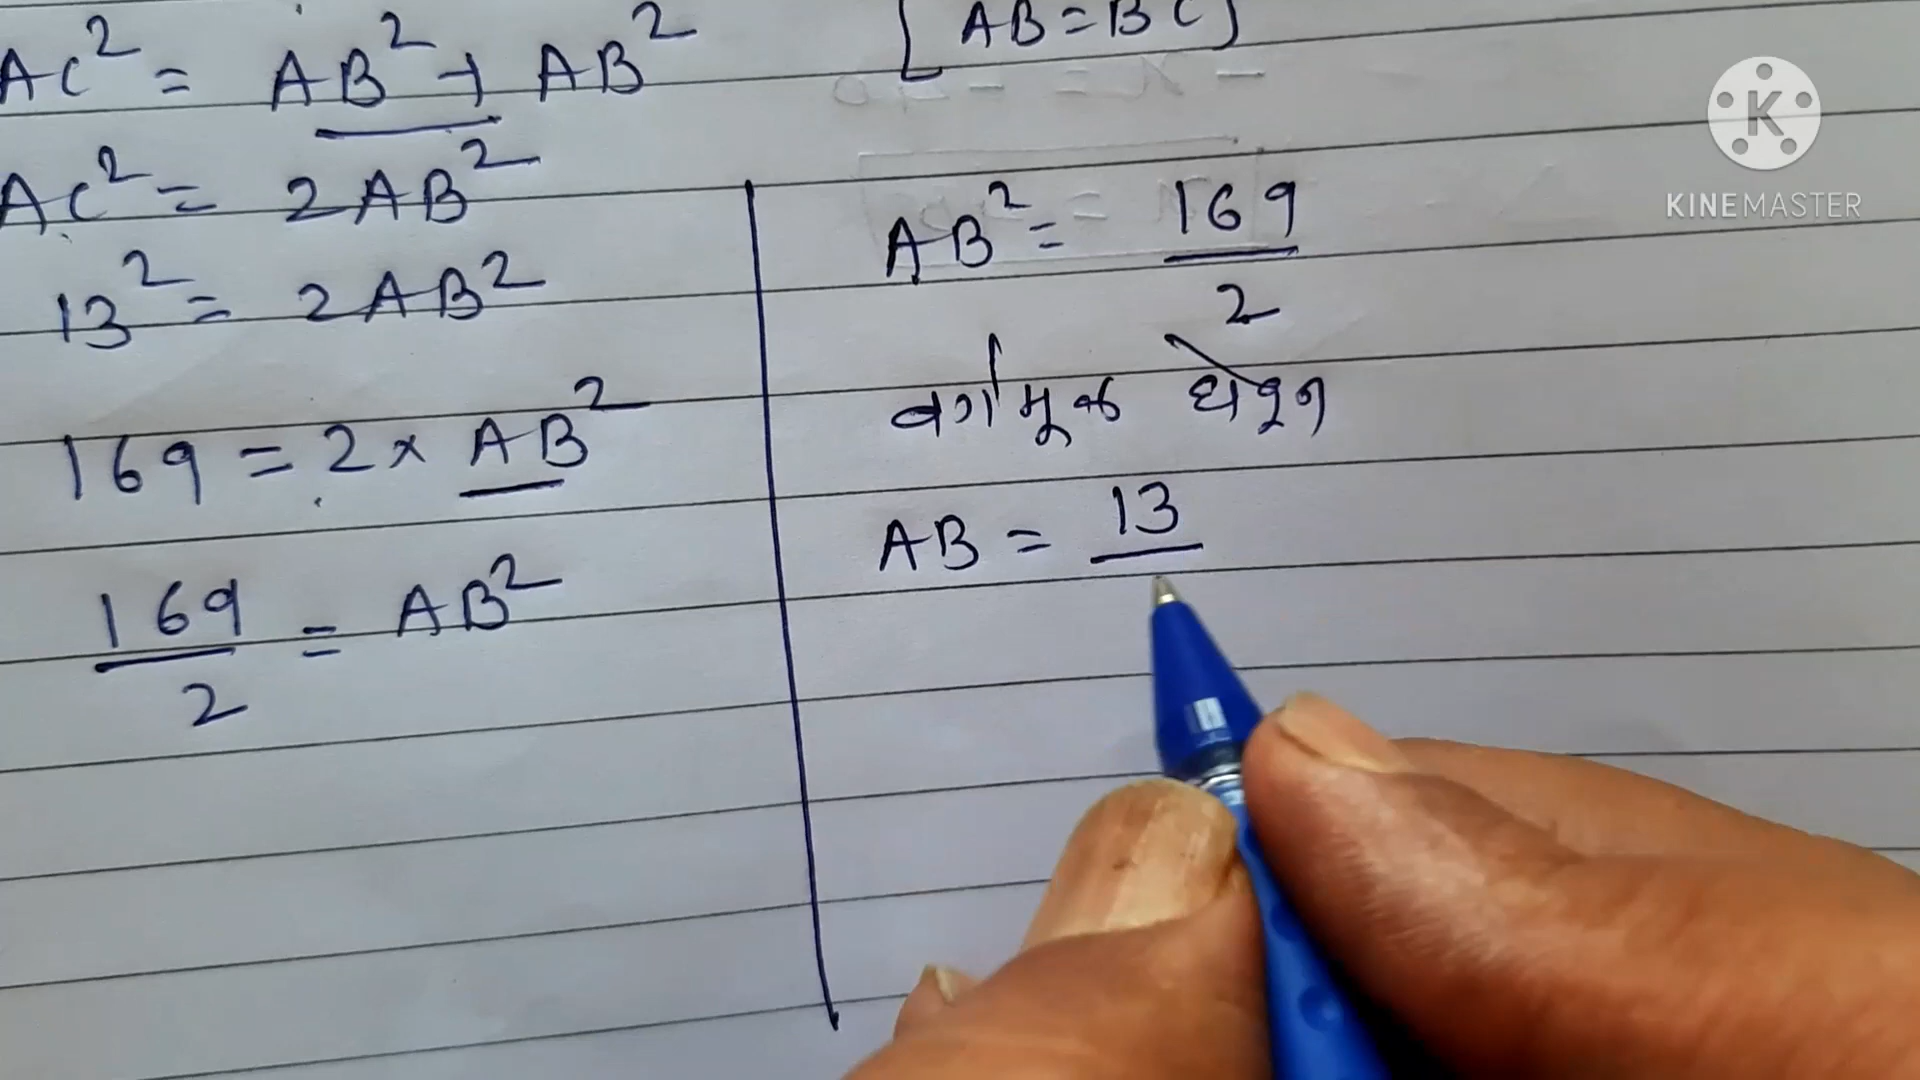 AC² = AB² + AB² [AB = BC]
AC² = 2AB²
13² = 2AB²
169 = 2 × AB²
169/2 = AB²
AB² = 169/2
वर्गमूळ घेऊन
AB = 13/
K
KINEMASTER